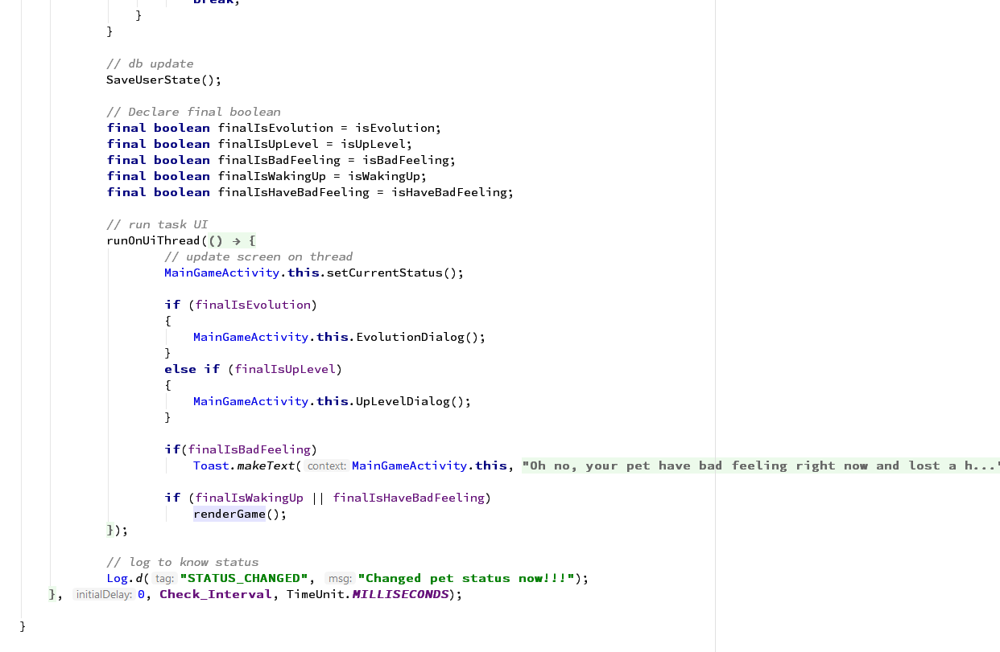 break;
}
}
// db update
SaveUserState();
// Declare final boolean
final boolean finalIsEvolution = isEvolution;
final boolean finalIsUpLevel = isUpLevel;
final boolean finalIsBadFeeling = isBadFeeling;
final boolean finalIsWakingUp = isWakingUp;
final boolean finalIsHaveBadFeeling = isHaveBadFeeling;
// run task UI
runOnUiThread(() → {
// update screen on thread
MainGameActivity.this.setCurrentStatus();
if (finalIsEvolution)
{
MainGameActivity.this.EvolutionDialog();
}
else if (finalIsUpLevel)
{
MainGameActivity.this.UpLevelDialog();
}
if(finalIsBadFeeling)
Toast.makeText( context: MainGameActivity.this, "Oh no, your pet have bad feeling right now and lost a h..."
if (finalIsWakingUp || finalIsHaveBadFeeling)
renderGame();
});
// log to know status
Log.d( tag: "STATUS_CHANGED", msg: "Changed pet status now!!!");
}, initialDelay: 0, Check_Interval, TimeUnit.MILLISECONDS);
}